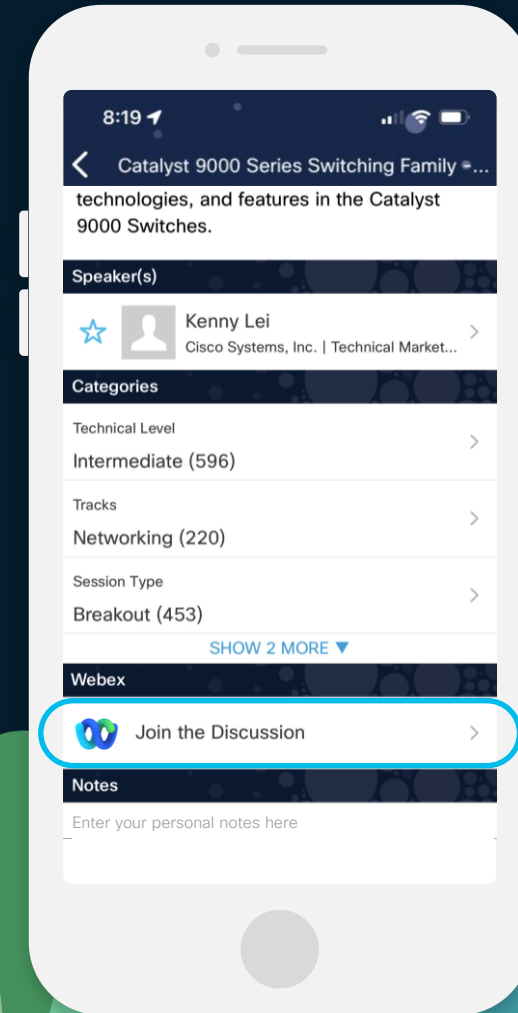 8:19
Catalyst 9000 Series Switching Family -...
technologies, and features in the Catalyst
9000 Switches.
Speaker(s)
Kenny Lei
Cisco Systems, Inc. | Technical Market...
Categories
Technical Level
Intermediate (596)
Tracks
Networking (220)
Session Type
Breakout (453)
SHOW 2 MORE ▼
Webex
Join the Discussion
Notes
Enter your personal notes here